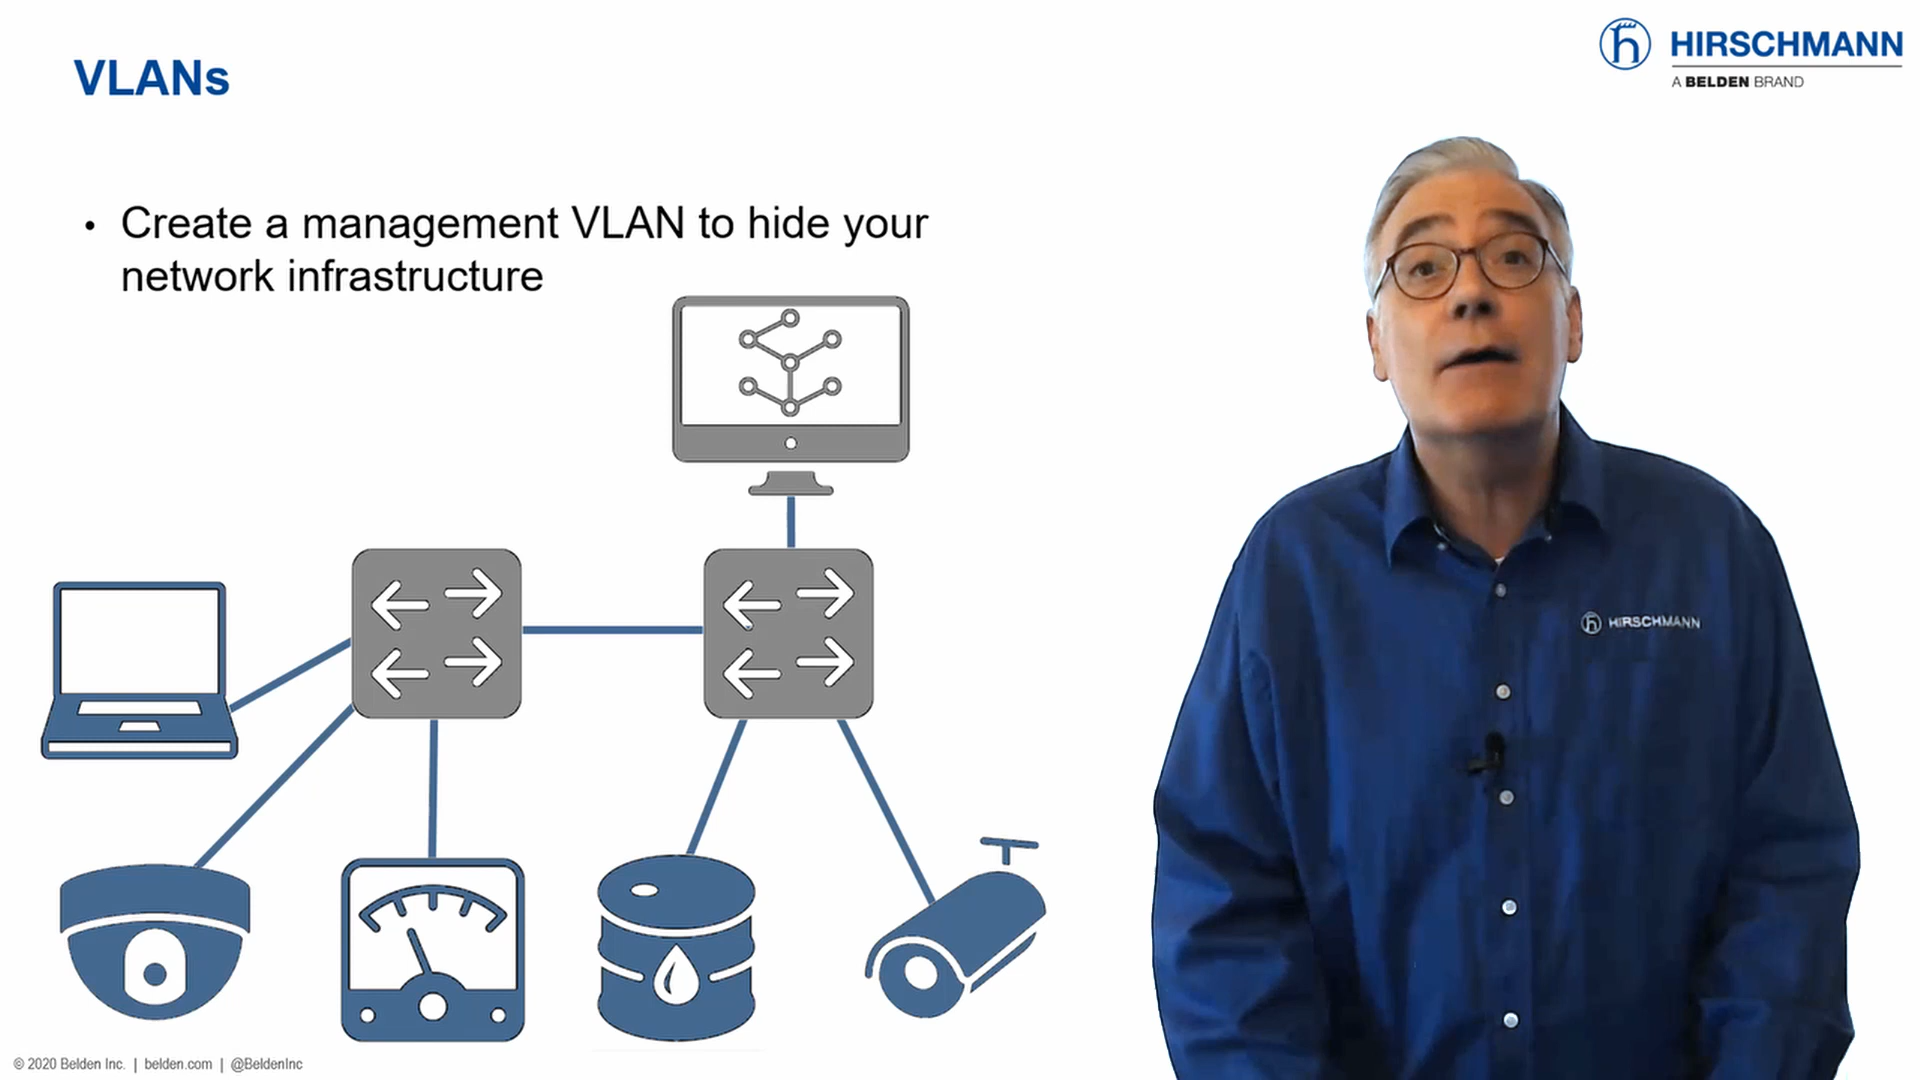 VLANs
HIRSCHMANN
A BELDEN BRAND
• Create a management VLAN to hide your
network infrastructure
HIRSCHMANN
© 2020 Belden Inc. | belden.com | @BeldenInc